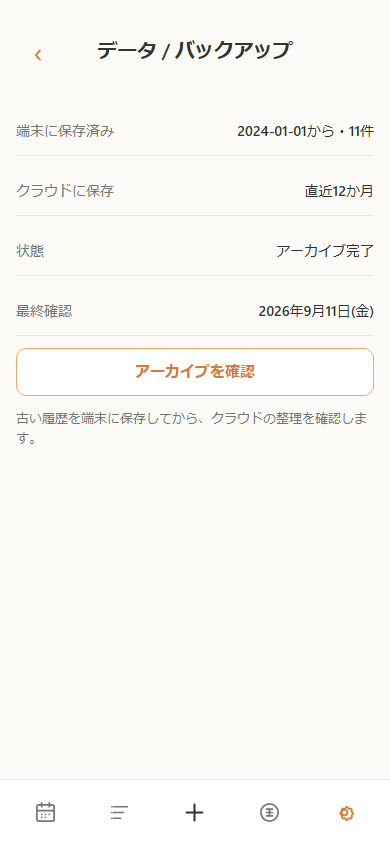 データ / バックアップ
端末に保存済み 2024-01-01から・11件
クラウドに保存 直近12か月
状態 アーカイブ完了
最終確認 2026年9月11日(金)
アーカイブを確認
古い履歴を端末に保存してから、クラウドの整理を確認しま
す。